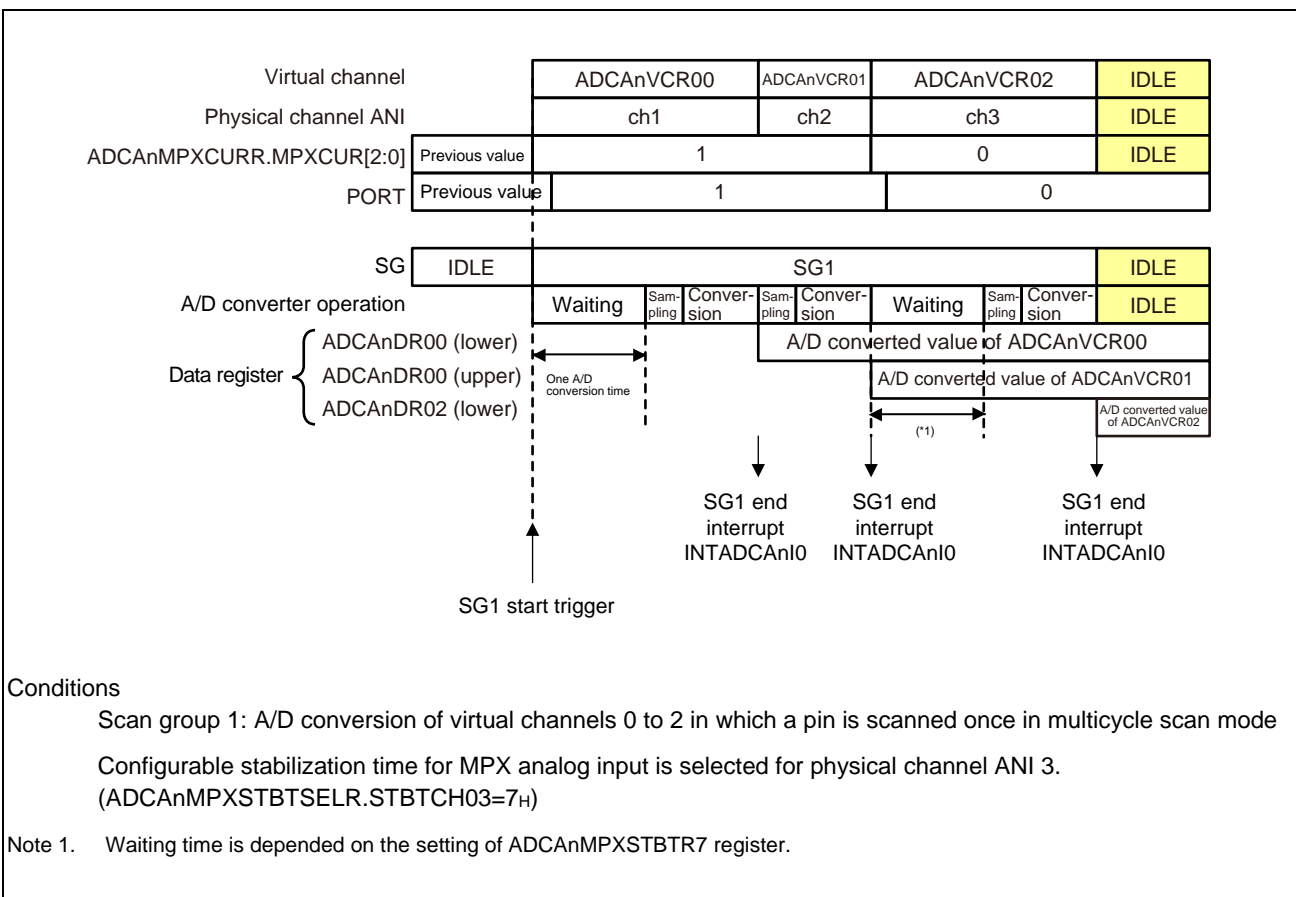 Virtual channel ADCAnVCR00 ADCAnVCR01 ADCAnVCR02 IDLE
Physical channel ANI ch1 ch2 ch3 IDLE
ADCAnMPXCURR.MPXCUR[2:0] Previous value 1 0 IDLE
PORT Previous value 1 0
SG IDLE SG1 IDLE
A/D converter operation Waiting Sam-pling Conver-sion Sam-pling Conver-sion Waiting Sam-pling Conver-sion IDLE
Data register
ADCAnDR00 (lower) A/D converted value of ADCAnVCR00
ADCAnDR00 (upper) One A/D conversion time A/D converted value of ADCAnVCR01
ADCAnDR02 (lower) (*1) A/D converted value of ADCAnVCR02
SG1 end interrupt INTADCAnI0
SG1 end interrupt INTADCAnI0
SG1 end interrupt INTADCAnI0
SG1 start trigger
Conditions
Scan group 1: A/D conversion of virtual channels 0 to 2 in which a pin is scanned once in multicycle scan mode
Configurable stabilization time for MPX analog input is selected for physical channel ANI 3.
(ADCAnMPXSTBTSELR.STBTCH03=7H)
Note 1. Waiting time is depended on the setting of ADCAnMPXSTBTR7 register.